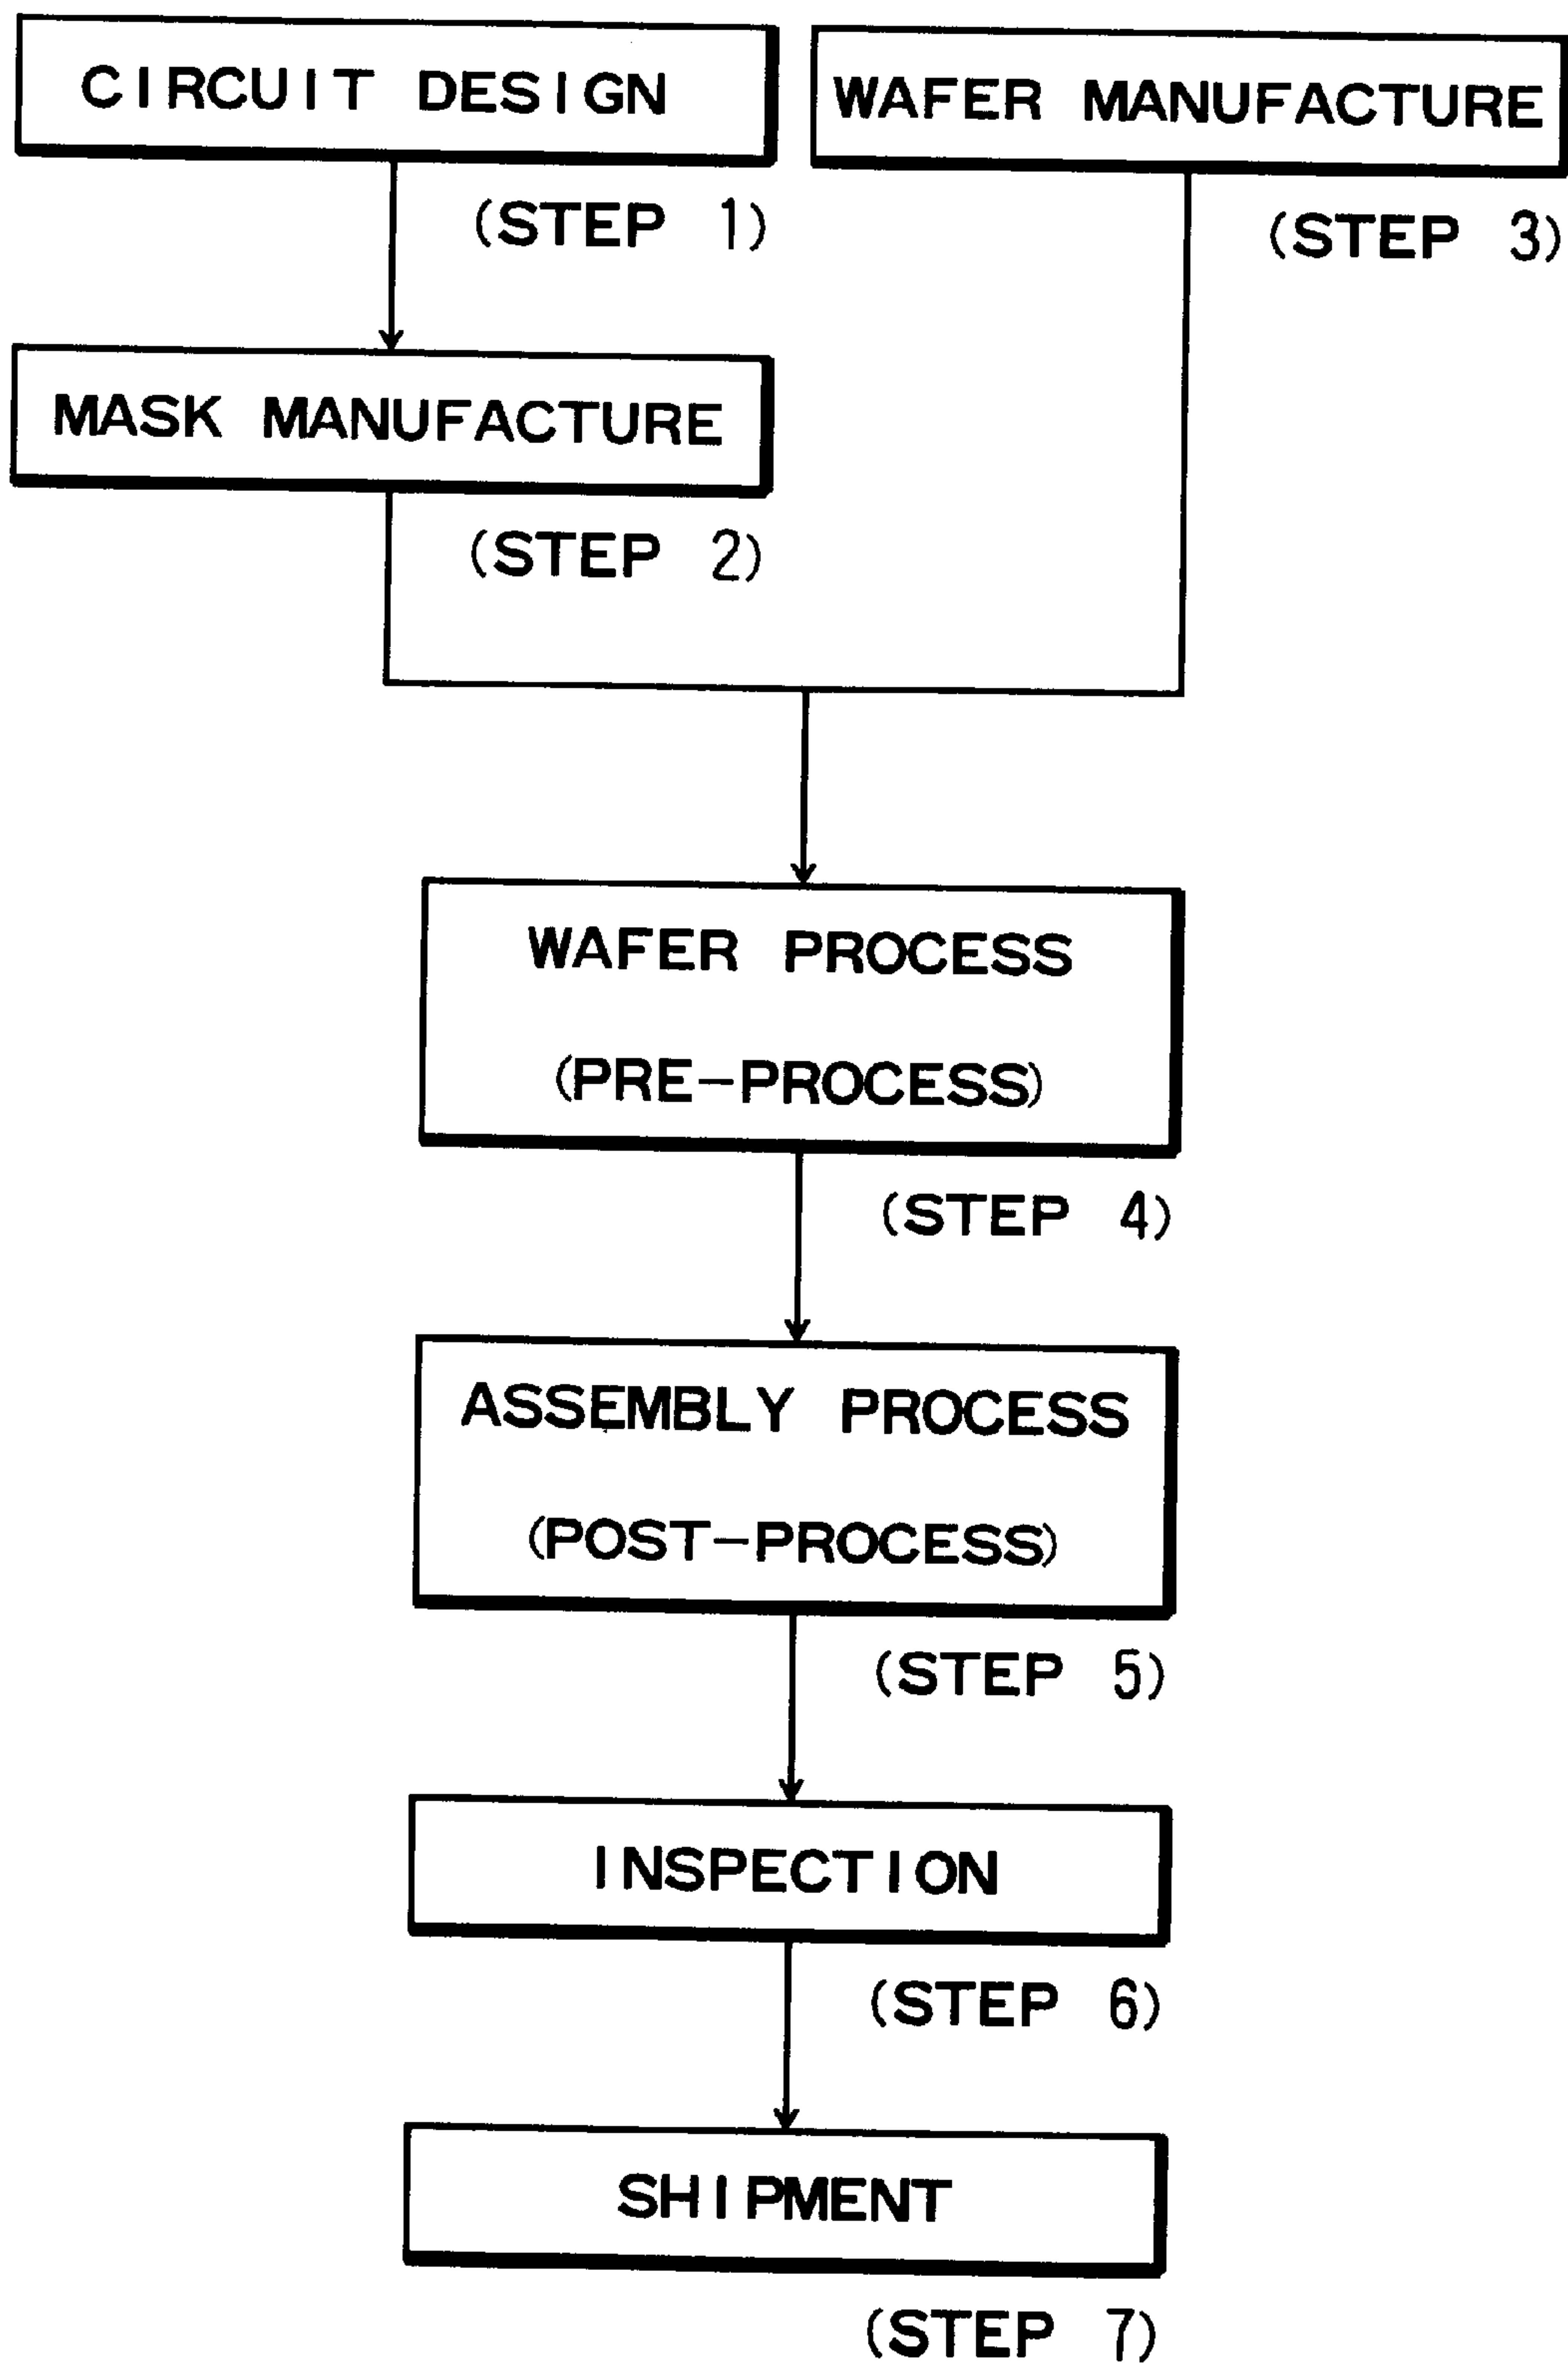 CIRCUIT DESIGN
(STEP 1)
MASK MANUFACTURE
(STEP 2)
WAFER MANUFACTURE
(STEP 3)
WAFER PROCESS
(PRE-PROCESS)
(STEP 4)
ASSEMBLY PROCESS
(POST-PROCESS)
(STEP 5)
INSPECTION
(STEP 6)
SHIPMENT
(STEP 7)